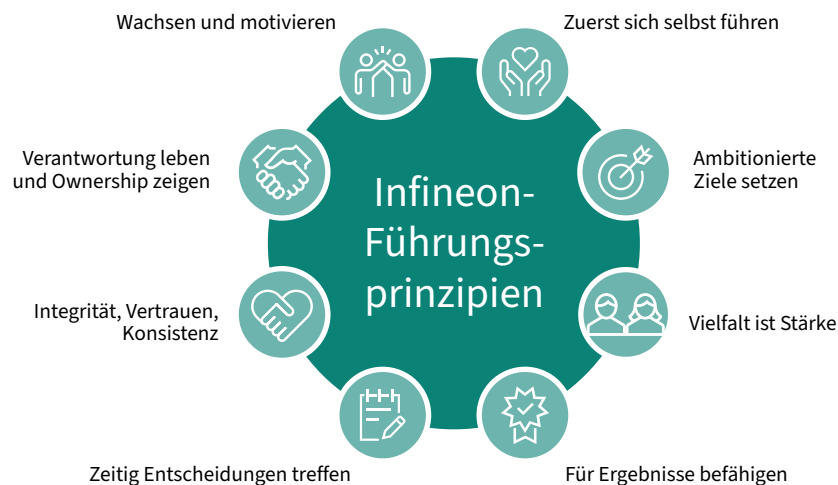 Wachsen und motivieren
Zuerst sich selbst führen
Verantwortung leben
und Ownership zeigen
Ambitionierte
Ziele setzen
Infineon-
Führungs-
prinzipien
Integrität, Vertrauen,
Konsistenz
Vielfalt ist Stärke
Zeitig Entscheidungen treffen
Für Ergebnisse befähigen